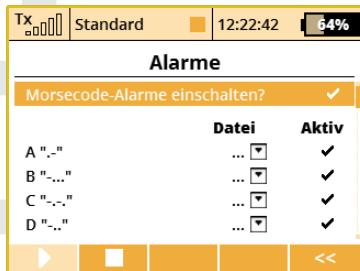 Tx Standard 12:22:42 64%
Alarme
Morsecode-Alarme einschalten?
Datei Aktiv
A ".-" ...
B "-..." ...
C "-.-." ...
D "-.." ...
<<